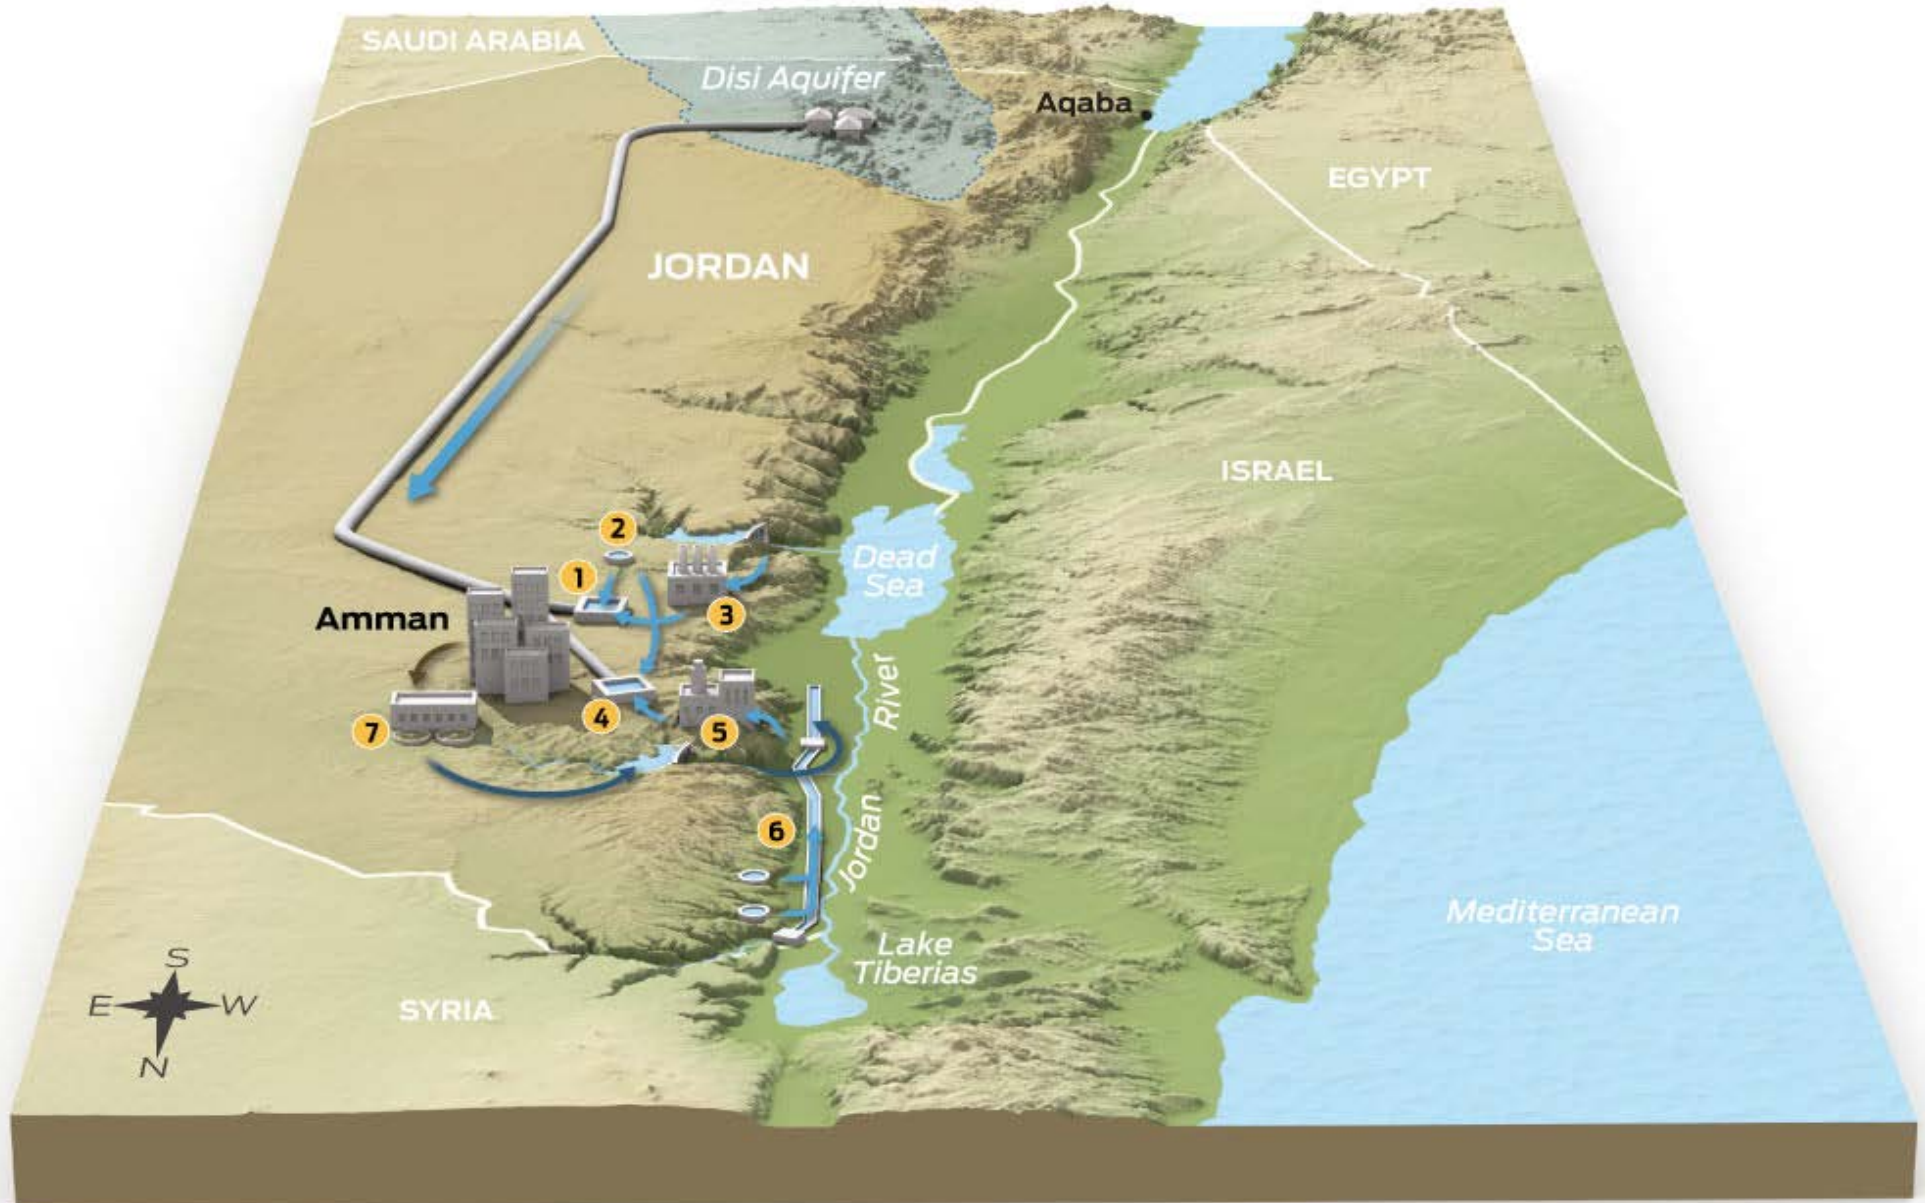 SAUDI ARABIA
Disi Aquifer
Aqaba
EGYPT
JORDAN
ISRAEL
2
1
Dead
Sea
3
Amman
River
4
5
7
6
Jordan
Mediterranean
Sea
Lake
Tiberias
S
E
W
N
SYRIA